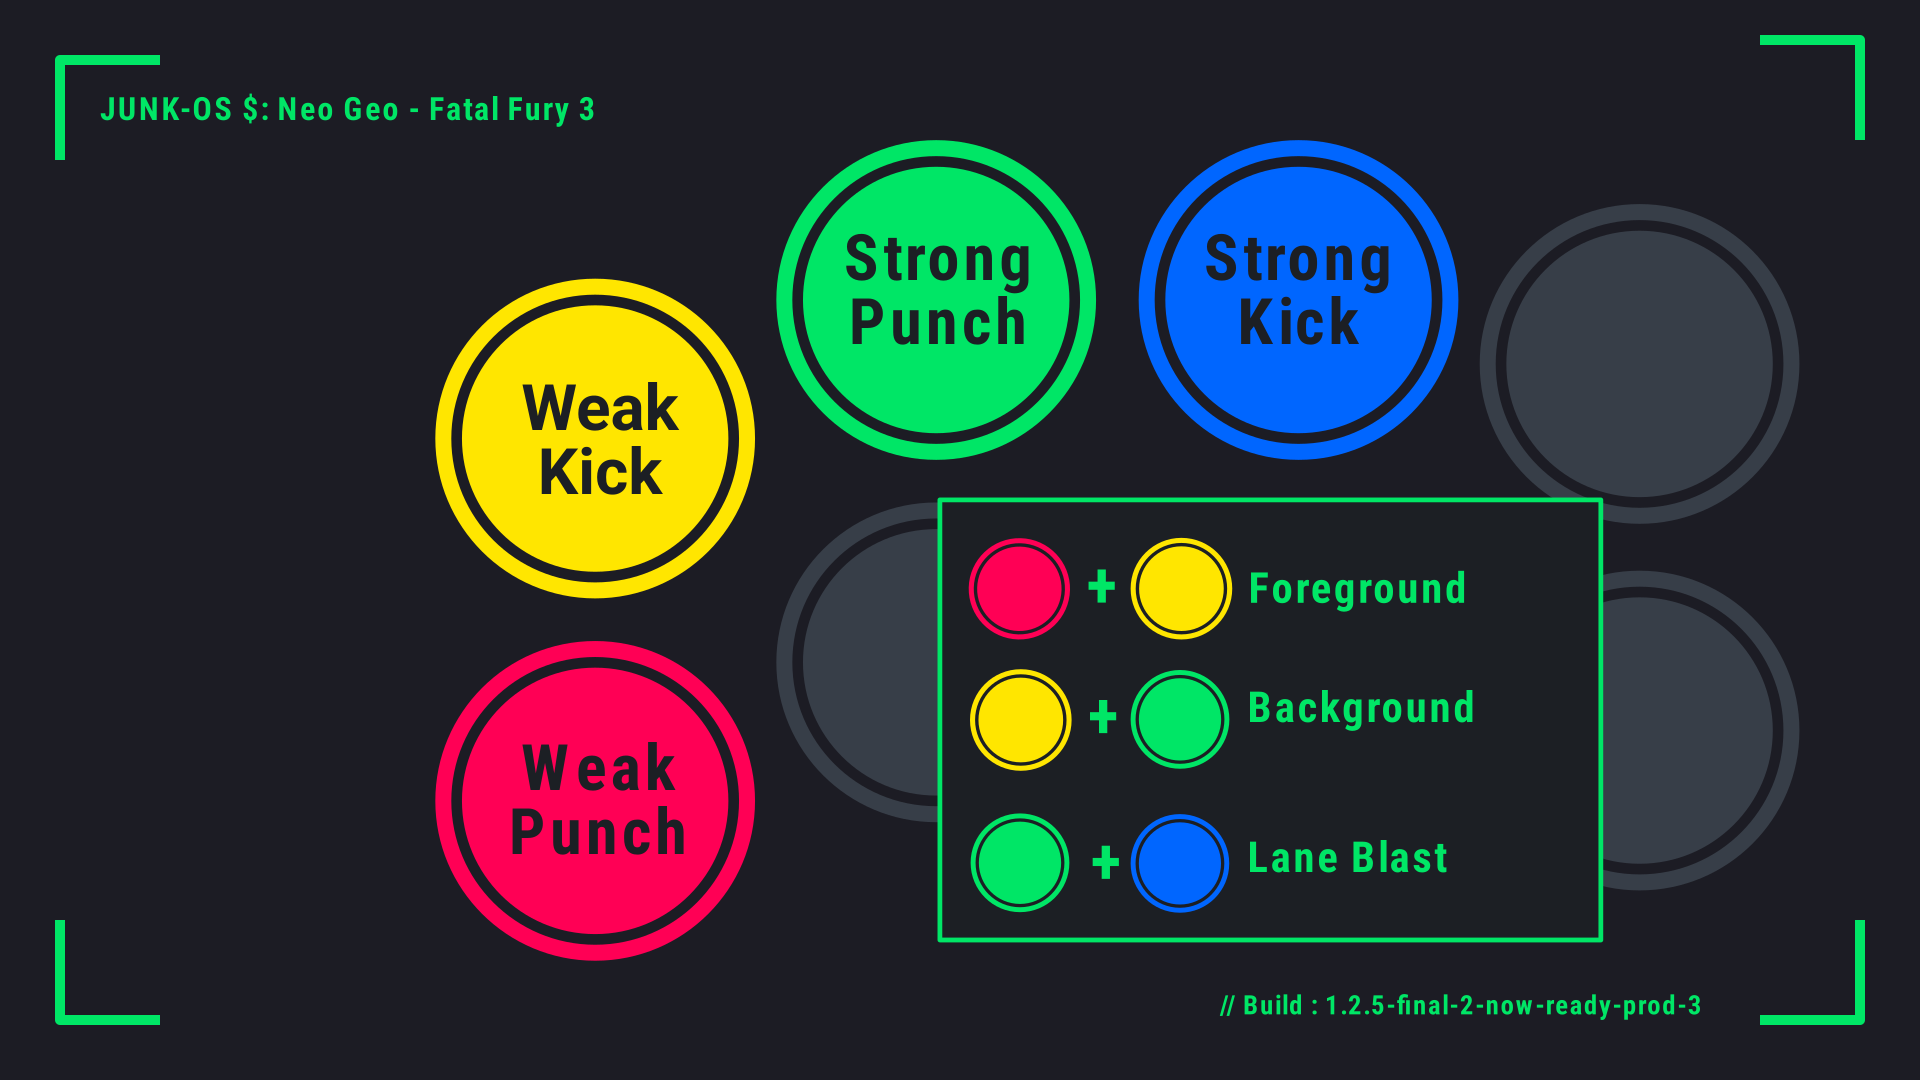 JUNK-OS $: Neo Geo - Fatal Fury 3
Strong
Punch
Strong
Kick
Weak
Kick
Weak
Punch
+ Foreground
+ Background
+ Lane Blast
// Build : 1.2.5-final-2-now-ready-prod-3